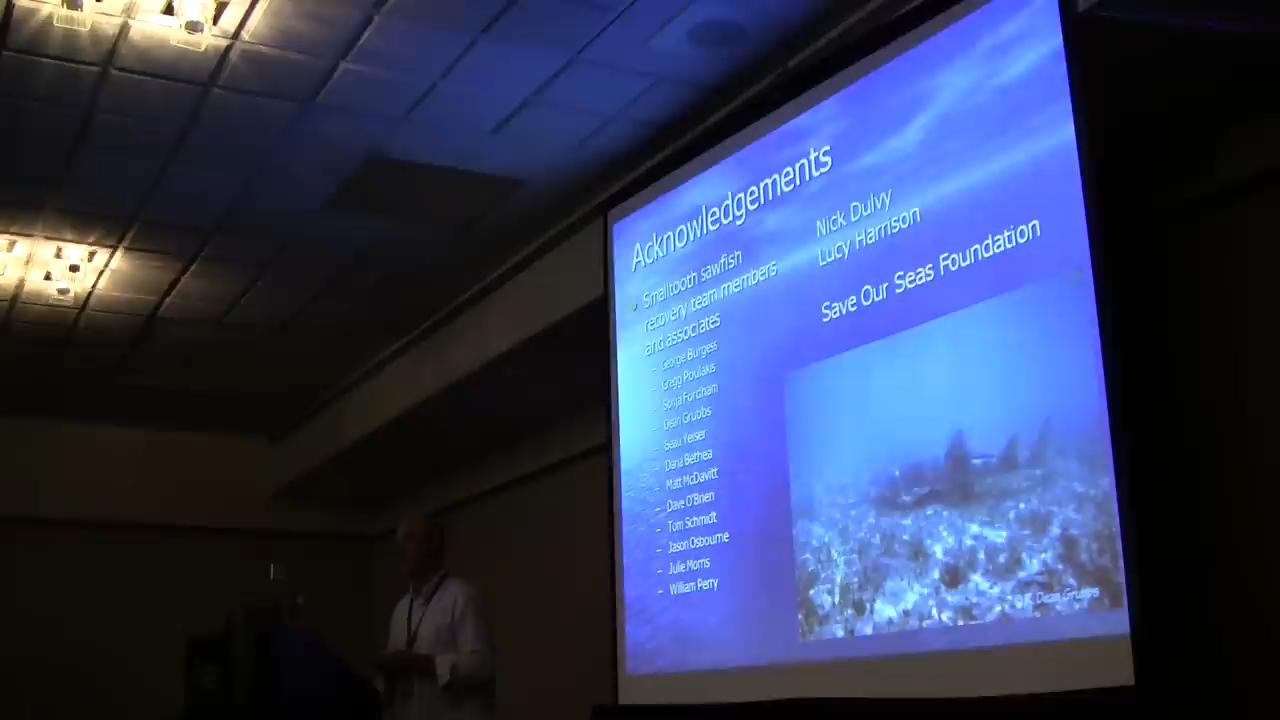 Acknowledgements
Smalltooth sawfish
recovery team members
and associates
– George Burgess
– Gregg Poulakis
– Sonja Fordham
– Dean Grubbs
– Beau Yeiser
– Dana Bethea
– Matt McDavitt
– Dave O'Brien
– Tom Schmidt
– Jason Osbourne
– Julie Morris
– William Perry
Nick Dulvy
Lucy Harrison
Save Our Seas Foundation
Dean Grubbs